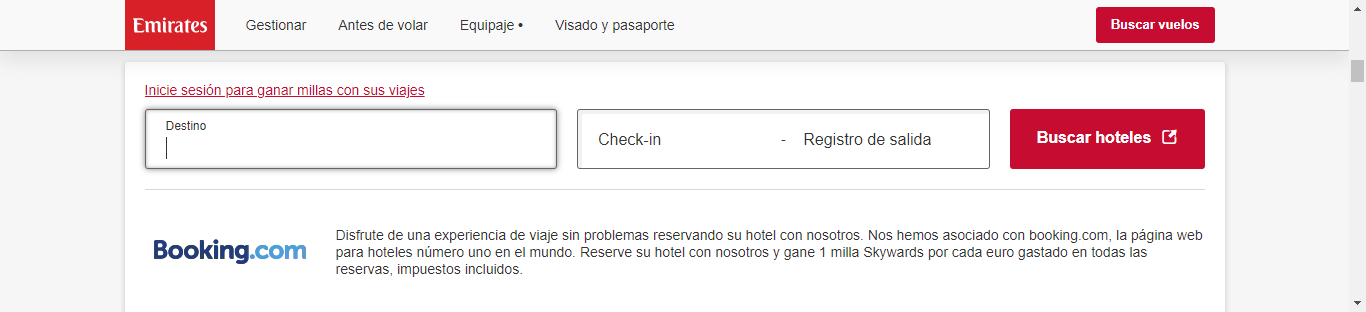 Emirates Gestionar Antes de volar Equipaje • Visado y pasaporte Buscar vuelos
Inicie sesión para ganar millas con sus viajes
Destino
Check-in - Registro de salida Buscar hoteles
Booking.com
Disfrute de una experiencia de viaje sin problemas reservando su hotel con nosotros. Nos hemos asociado con booking.com, la página web
para hoteles número uno en el mundo. Reserve su hotel con nosotros y gane 1 milla Skywards por cada euro gastado en todas las
reservas, impuestos incluidos.